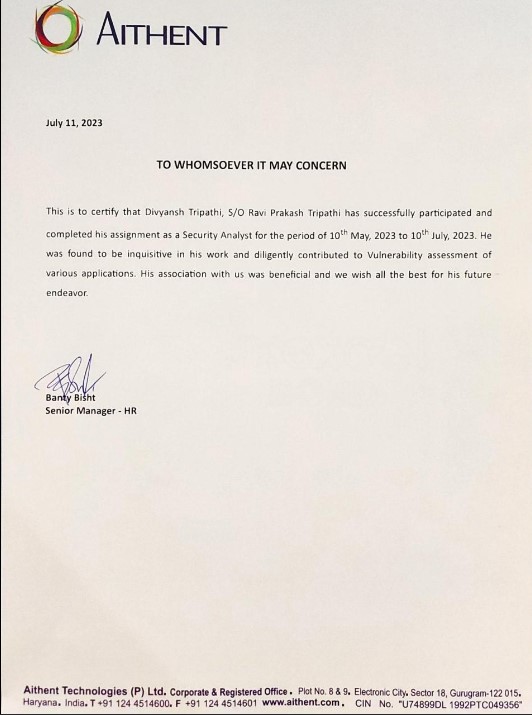 AITHENT
July 11, 2023
TO WHOMSOEVER IT MAY CONCERN
This is to certify that Divyansh Tripathi, S/O Ravi Prakash Tripathi has successfully participated and
completed his assignment as a Security Analyst for the period of 10th May, 2023 to 10th July, 2023. He
was found to be inquisitive in his work and diligently contributed to Vulnerability assessment of
various applications. His association with us was beneficial and we wish all the best for his future
endeavor.
Banty Bisht
Senior Manager - HR
Aithent Technologies (P) Ltd. Corporate & Registered Office. Plot No. 8 & 9, Electronic City, Sector 18, Gurugram-122 015.
Haryana. India. T +91 124 4514600. F +91 124 4514601 www.aithent.com. CIN No. "U74899DL 1992PTC049356"